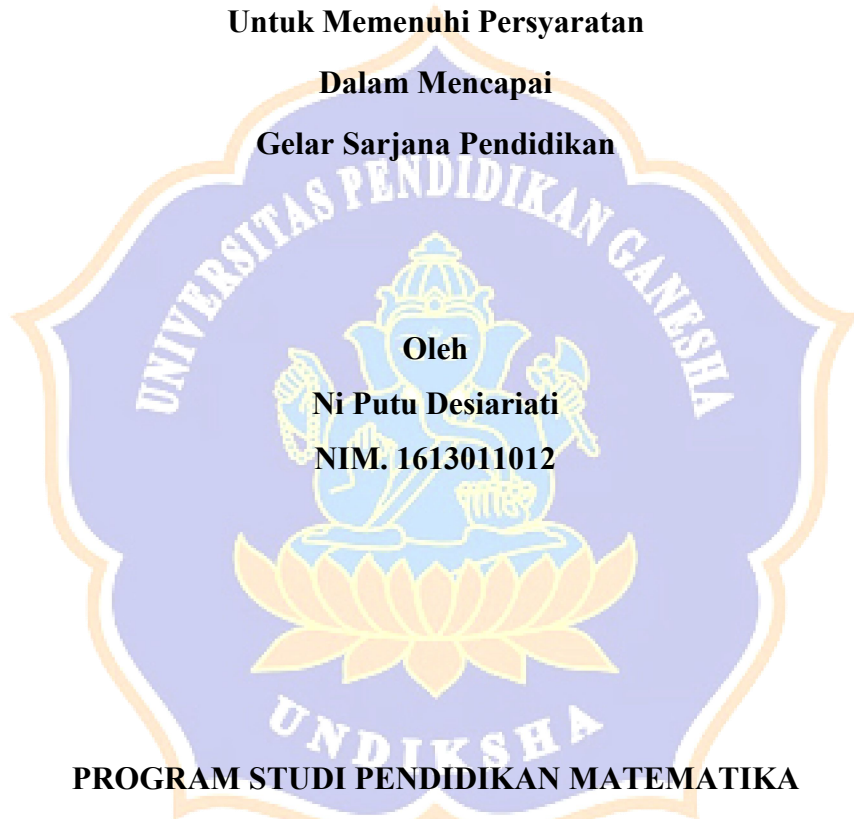 Untuk Memenuhi Persyaratan
Dalam Mencapai
Gelar Sarjana Pendidikan
UNIVERSITAS PENDIDIKAN GANESHA
Oleh
Ni Putu Desiariati
NIM. 1613011012
UNDIKSHA
PROGRAM STUDI PENDIDIKAN MATEMATIKA